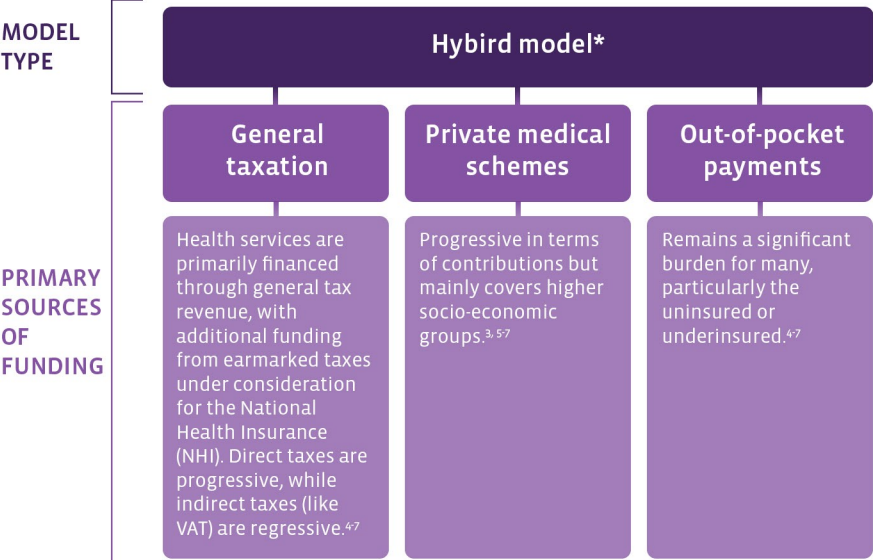 MODEL
TYPE
Hybird model*
PRIMARY
SOURCES
OF
FUNDING
General
taxation
Health services are
primarily financed
through general tax
revenue, with
additional funding
from earmarked taxes
under consideration
for the National
Health Insurance
(NHI). Direct taxes are
progressive, while
indirect taxes (like
VAT) are regressive.4-7
Private medical
schemes
Progressive in terms
of contributions but
mainly covers higher
socio-economic
groups.3, 5-7
Out-of-pocket
payments
Remains a significant
burden for many,
particularly the
uninsured or
underinsured.4-7